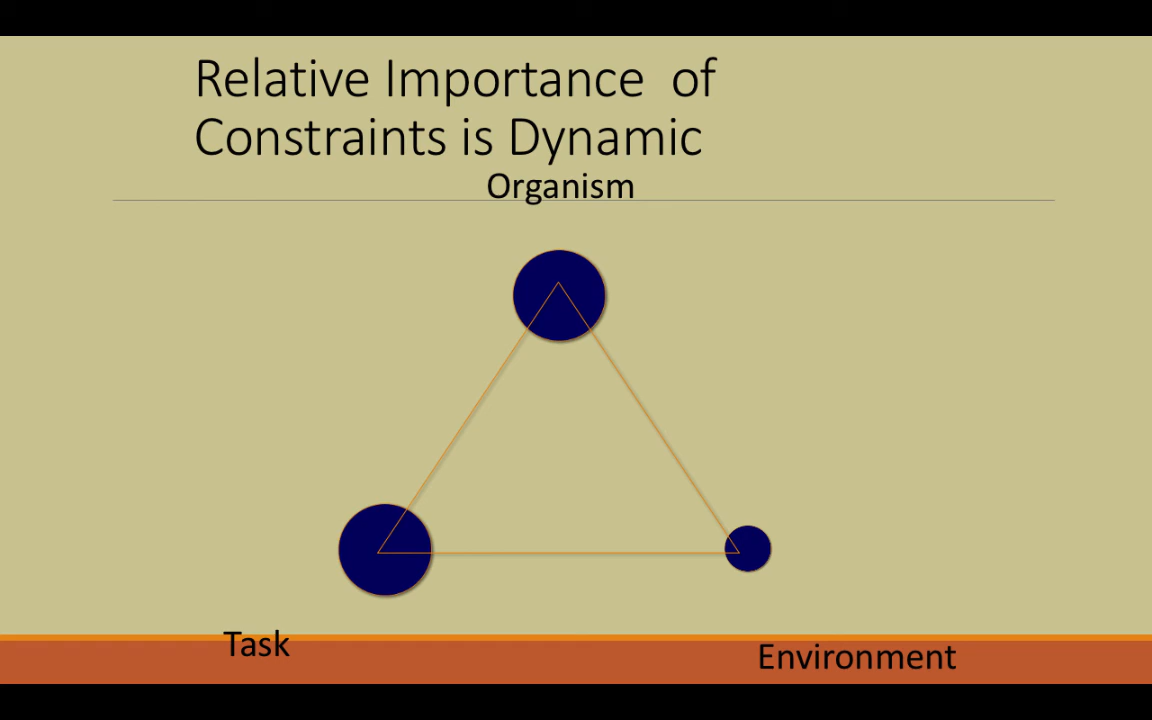 Relative Importance  of
Constraints is Dynamic
Organism
Task
Environment